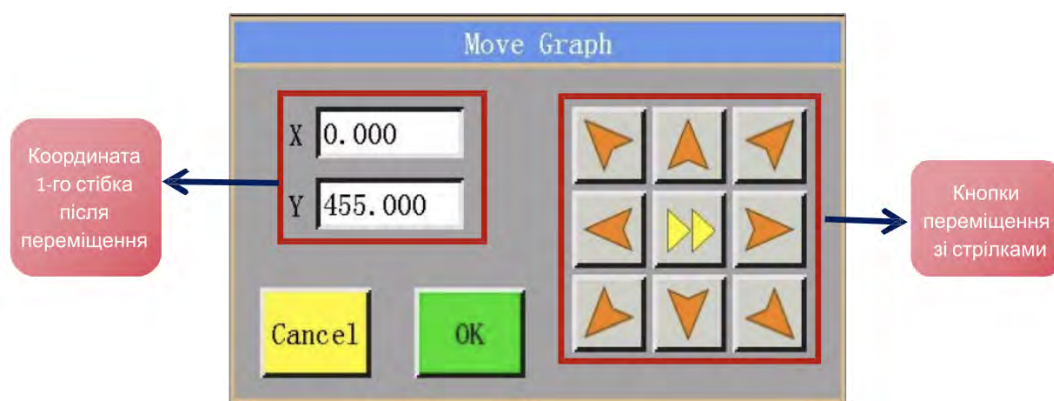 Move Graph
Координата
1-го стібка
після
переміщення
X 0.000
Y 455.000
Cancel
OK
Кнопки
переміщення
зі стрілками